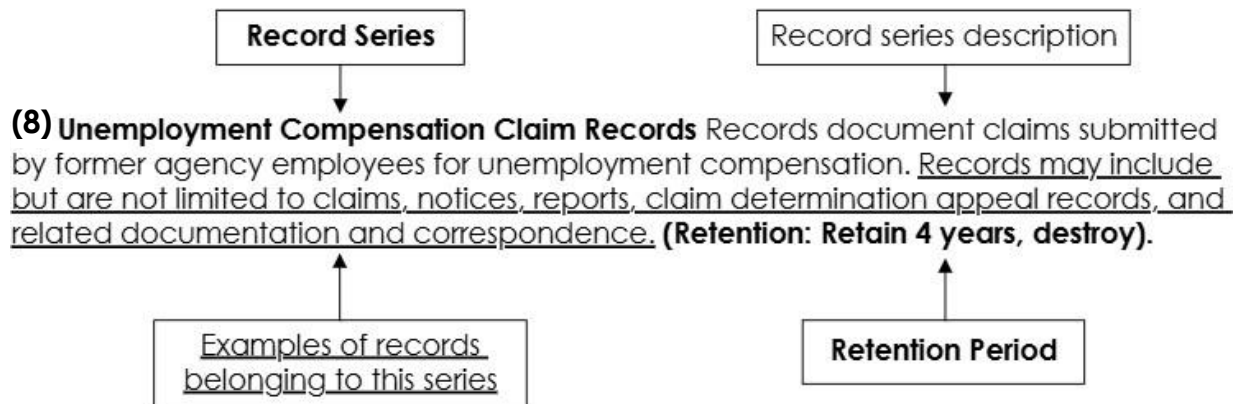 Record Series
Record series description
(8) Unemployment Compensation Claim Records Records document claims submitted
by former agency employees for unemployment compensation. Records may include
but are not limited to claims, notices, reports, claim determination appeal records, and
related documentation and correspondence. (Retention: Retain 4 years, destroy).
Examples of records
belonging to this series
Retention Period